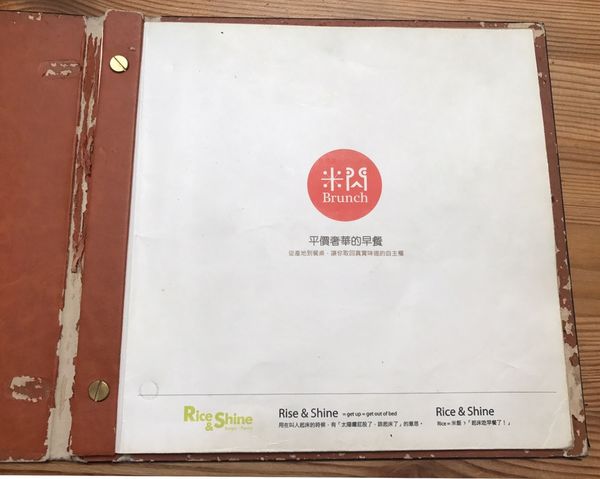 米閃
Brunch
平價奢華的早餐
從產地到餐桌，讓你取回真實味道的自主權
Rice
& Shine
Rise & Shine = get up = get out of bed
用在叫人起床的時候，有「太陽曬屁股了，該起床了」的意思。
Rice & Shine
Rice = 米飯 ，「起床吃早餐了！」